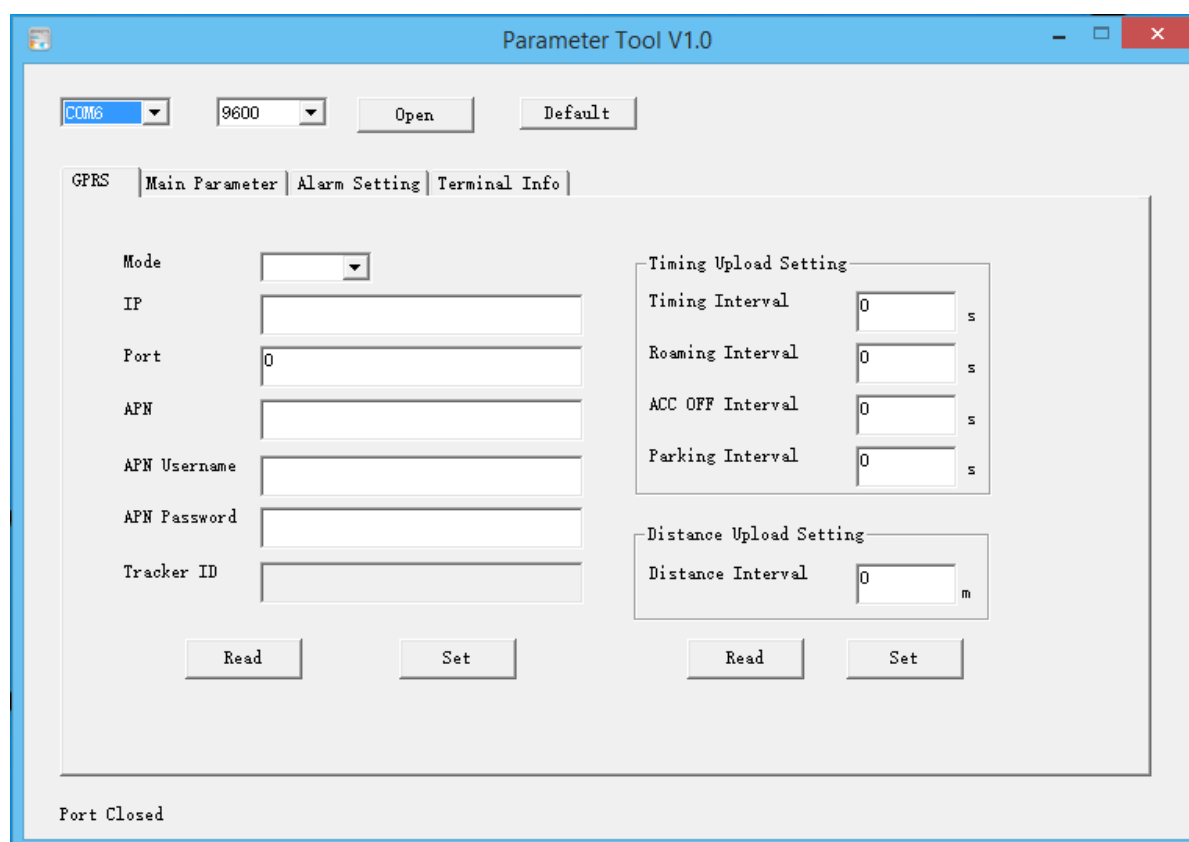 Parameter Tool V1.0
COM6 9600 Open Default
GPRS Main Parameter Alarm Setting Terminal Info
Mode
IP
Port 0
APN
APN Username
APN Password
Tracker ID
Read Set
Timing Upload Setting
Timing Interval 0 s
Roaming Interval 0 s
ACC OFF Interval 0 s
Parking Interval 0 s
Distance Upload Setting
Distance Interval 0 m
Read Set
Port Closed